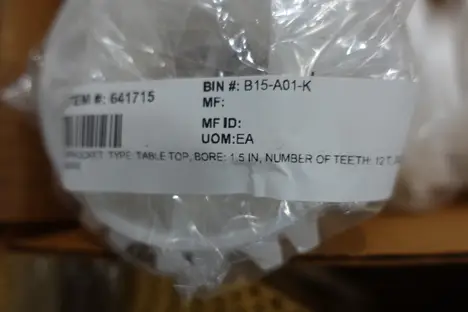 ITEM #: 641715
BIN #: B15-A01-K
MF:
MF ID:
UOM:EA
SPROCKET, TYPE: TABLE TOP, BORE: 1.5 IN, NUMBER OF TEETH: 12 T,